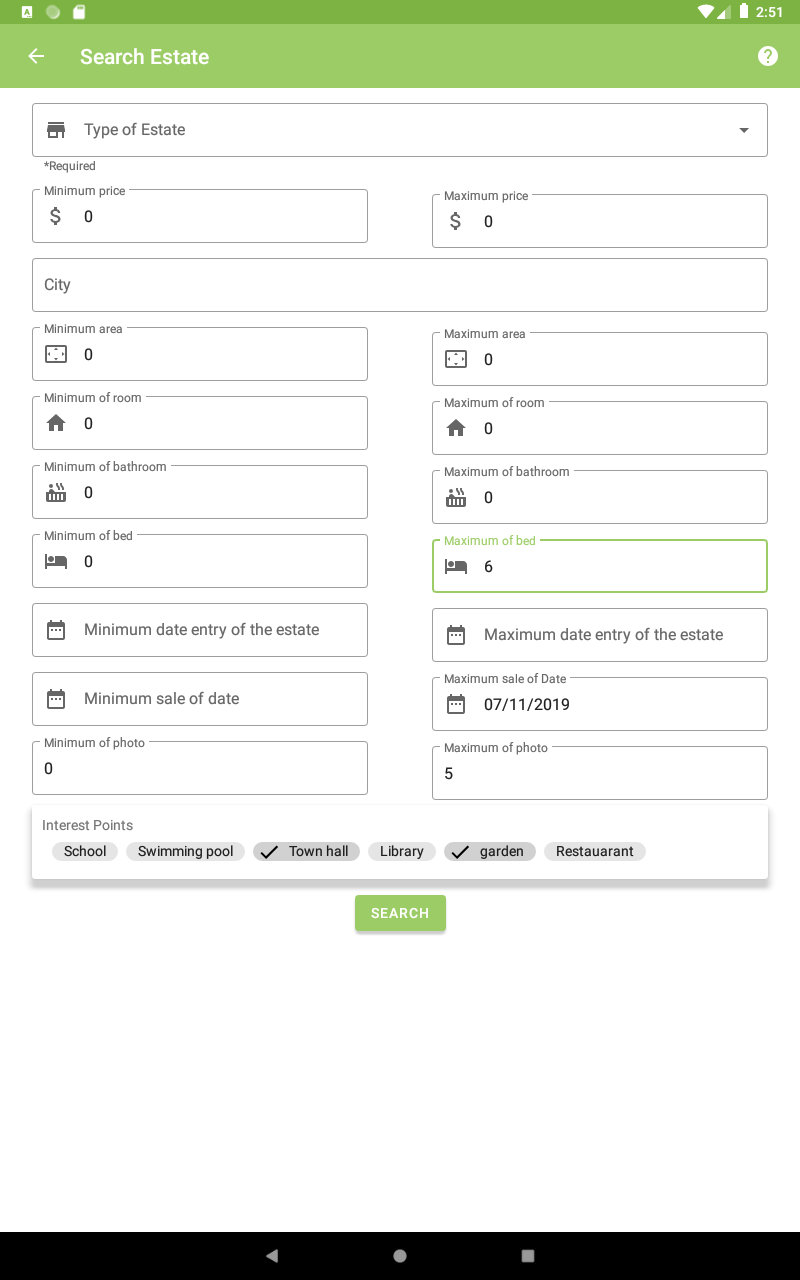 2:51
Search Estate
Type of Estate
*Required
Minimum price
$ 0
Maximum price
$ 0
City
Minimum area
0
Maximum area
0
Minimum of room
0
Maximum of room
0
Minimum of bathroom
0
Maximum of bathroom
0
Minimum of bed
0
Maximum of bed
6
Minimum date entry of the estate
Maximum date entry of the estate
Minimum sale of date
Maximum sale of Date
07/11/2019
Minimum of photo
0
Maximum of photo
5
Interest Points
School Swimming pool Town hall Library garden Restauarant
SEARCH